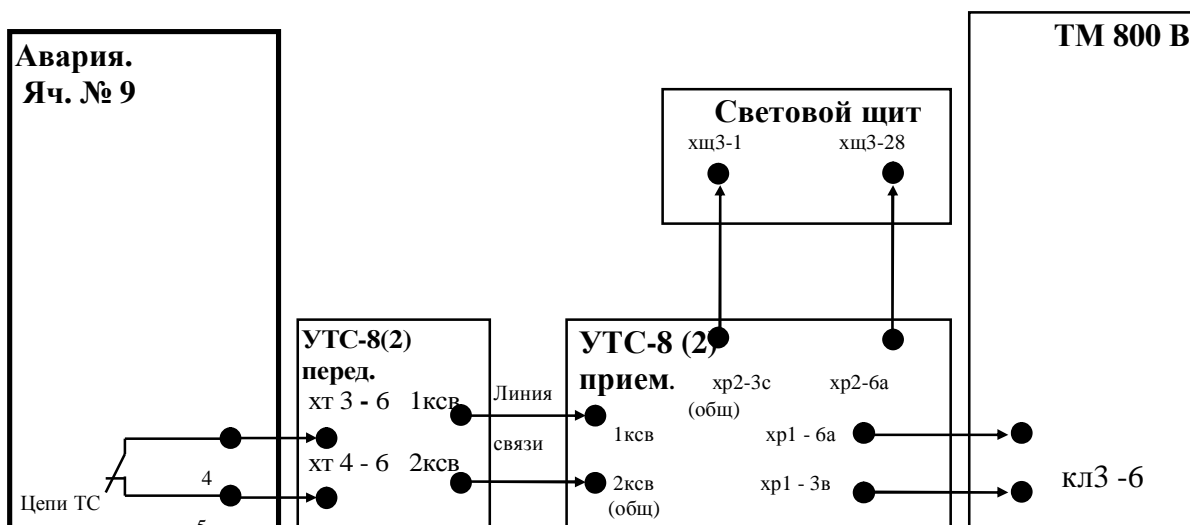 Авария.
Яч. № 9
ТМ 800 В
Световой щит
хщ3-1
хщ3-28
УТС-8(2)
перед.
хт 3 - 6 1ксв
хт 4 - 6 2ксв
Линия
связи
УТС-8 (2)
прием.
хр2-3с
(общ)
хр2-6а
1ксв
хр1 - 6а
2ксв
(общ)
хр1 - 3в
кл3 -6
4
Цепи ТС
5